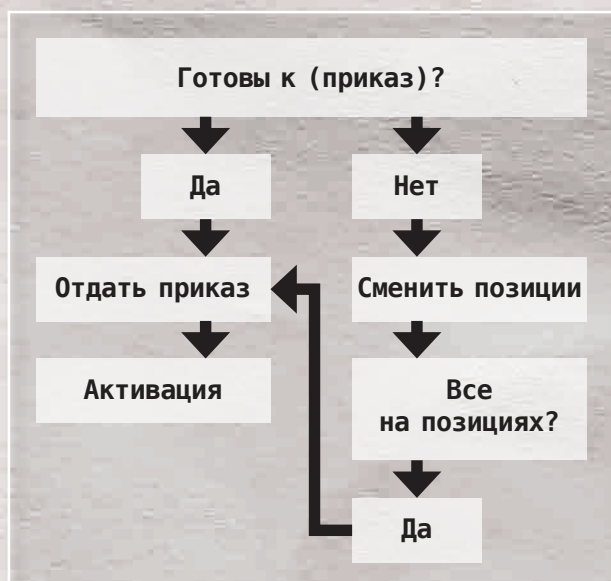 Готовы к (приказ)?
Да
Нет
Отдать приказ
Сменить позиции
Активация
Все
на позициях?
Да